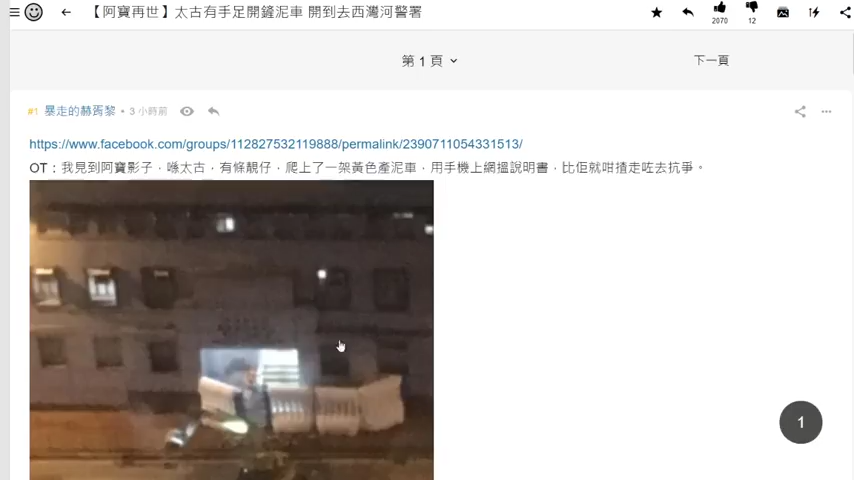 【阿寶再世】太古有手足開鏟泥車 開到去西灣河警署
2070
12
第 1 頁
下一頁
#1 暴走的赫胥黎 • 3 小時前
https://www.facebook.com/groups/112827532119888/permalink/2390711054331513/
OT：我見到阿寶影子，喺太古，有條靚仔，爬上了一架黃色產泥車，用手機上網搵說明書，比佢就咁揸走咗去抗爭。
1